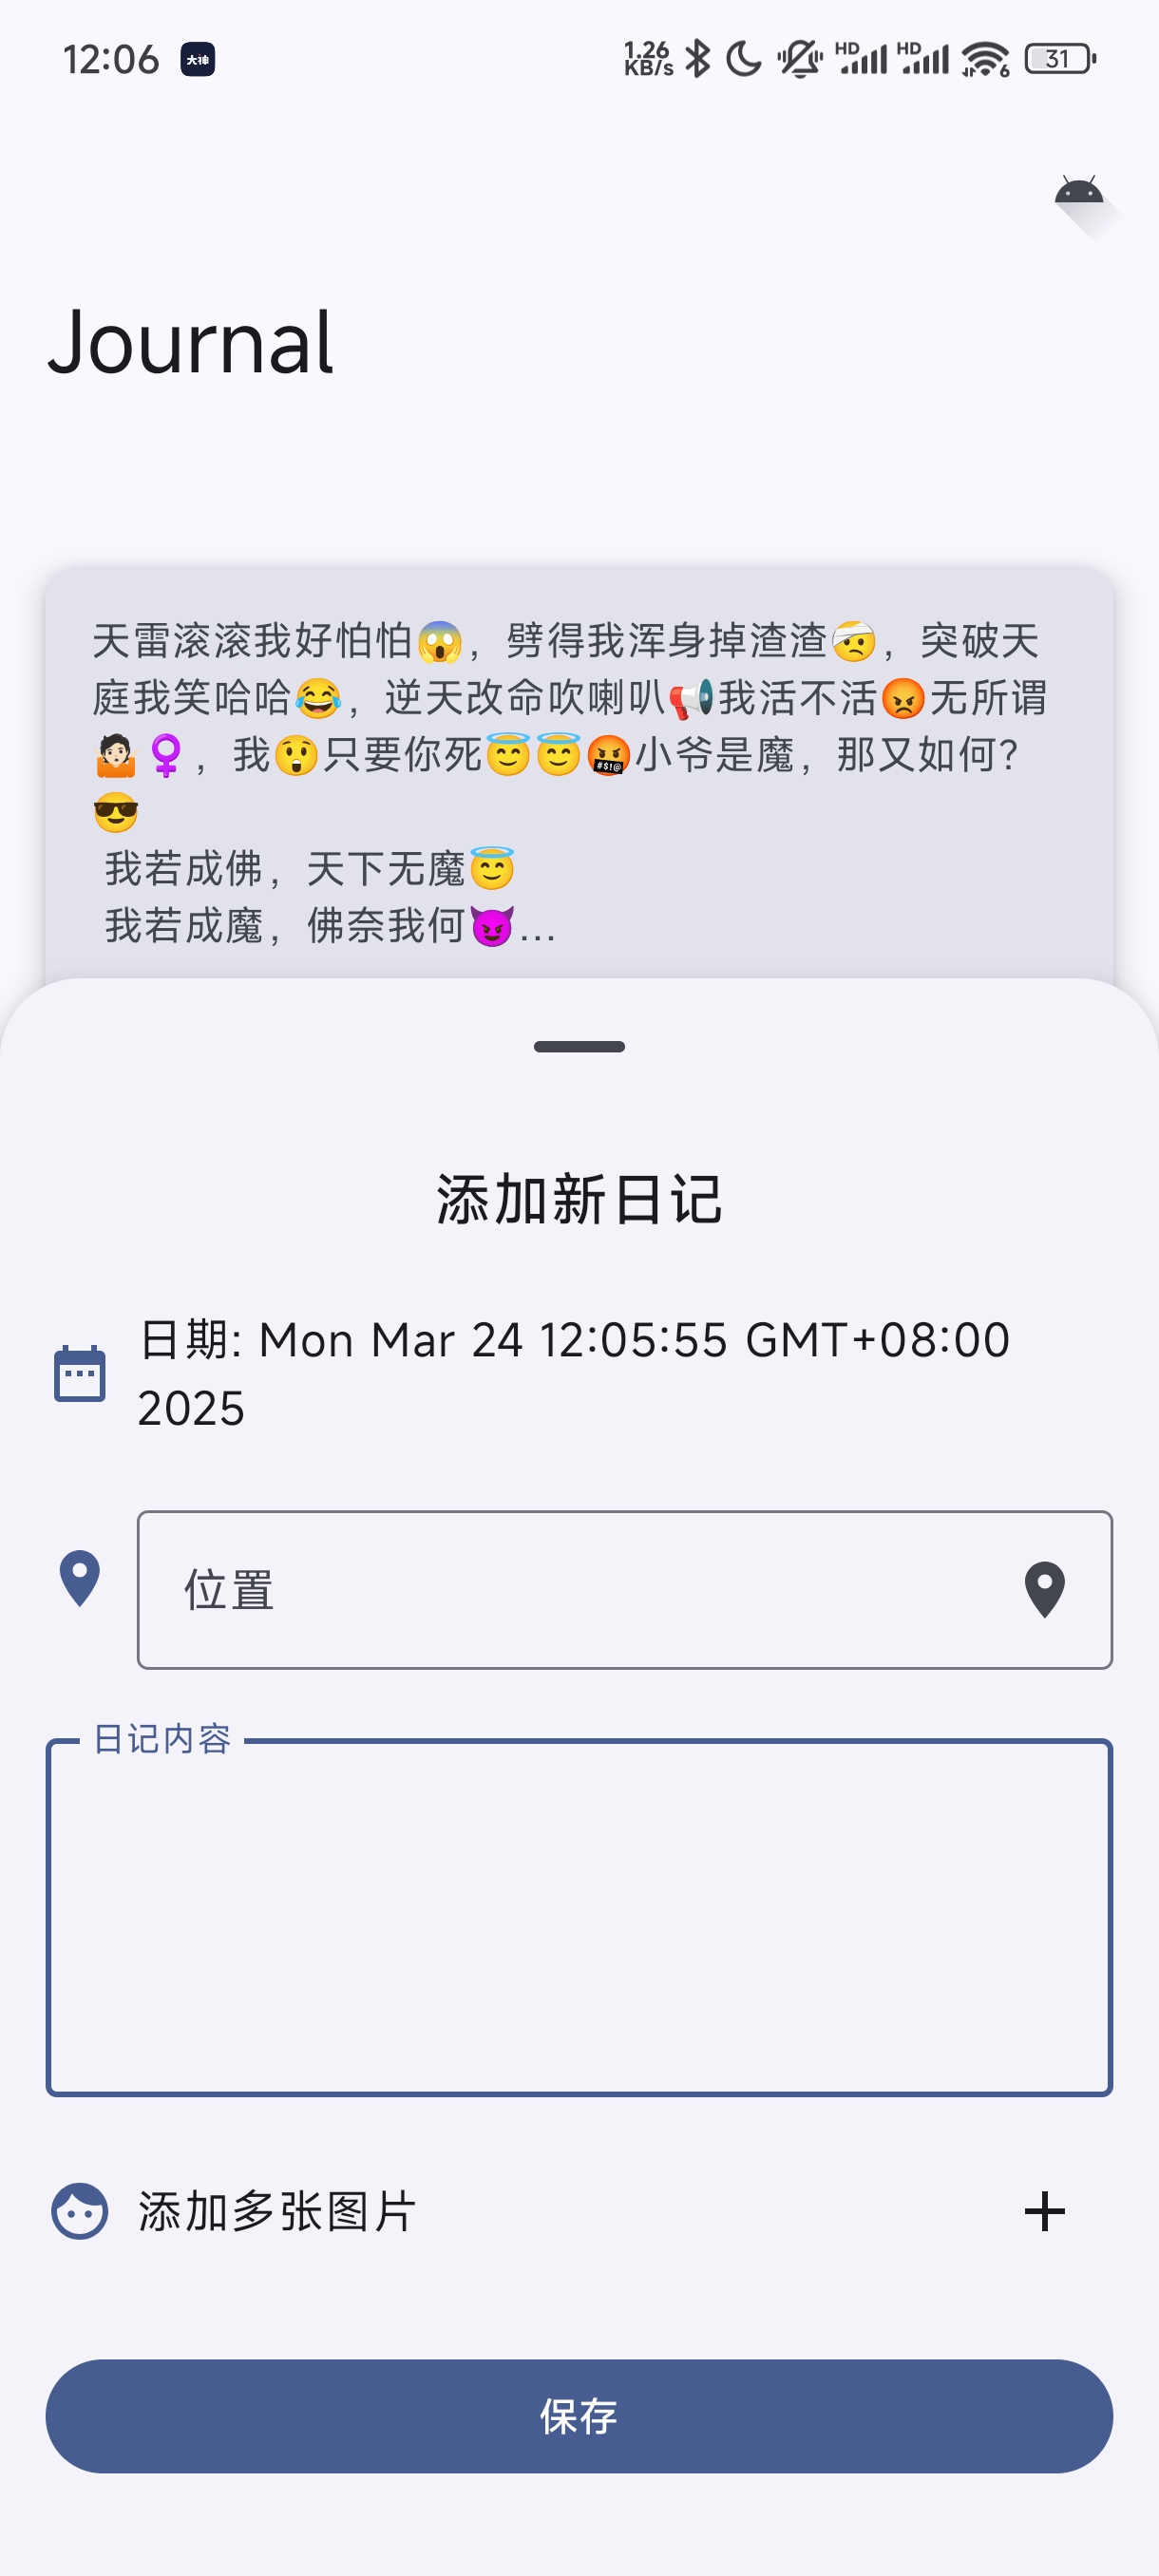 12:06 大神 1.26 KB/s HD HD 6 31
Journal
天雷滚滚我好怕怕😱，劈得我浑身掉渣渣🤕，突破天
庭我笑哈哈😂，逆天改命吹喇叭📢我活不活😡无所谓
🤷🏻♀️，我😲只要你死😇😇🤬小爷是魔，那又如何?
😎
我若成佛，天下无魔😇
我若成魔，佛奈我何😈...
添加新日记
日期: Mon Mar 24 12:05:55 GMT+08:00
2025
位置
日记内容
添加多张图片
保存